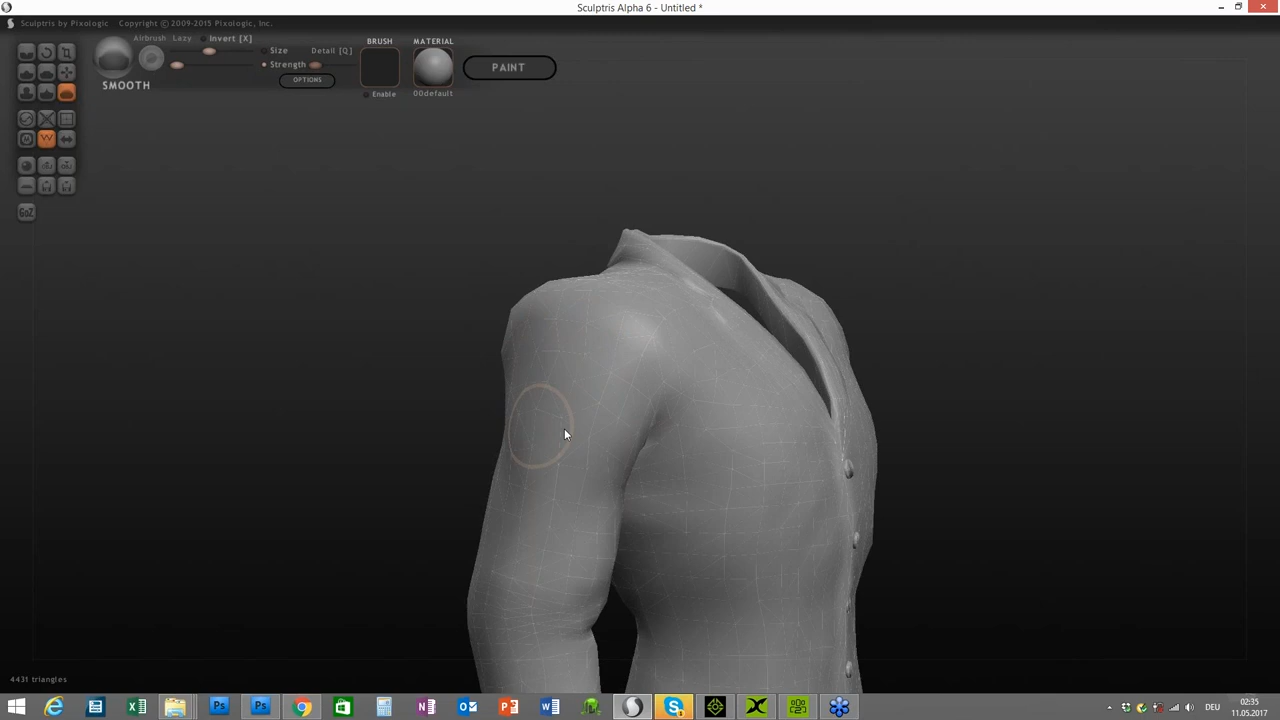 Sculptris Alpha 6 - Untitled *
Sculptris by Pixologic   Copyright © 2009-2015 Pixologic, Inc.
Airbrush Lazy Invert [X]
BRUSH
MATERIAL
Size
Detail [Q]
Strength
PAINT
OPTIONS
SMOOTH
Enable
00default
GoZ
4431 triangles
DEU
02:35
11.05.2017